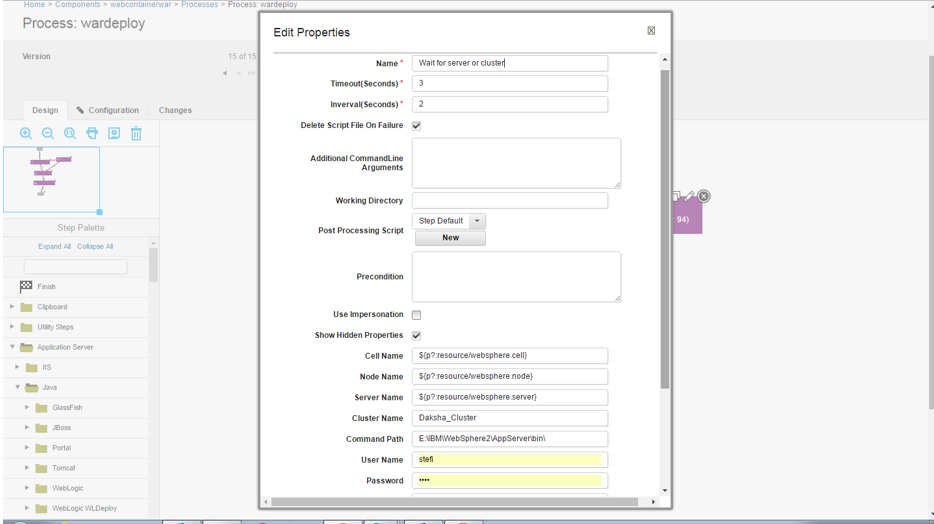 Home > Components > webcontainerwar > Processes > Process: wardeploy
Process: wardeploy
Version
15 of 15
Design
Configuration
Changes
Step Palette
Expand All Collapse All
Finish
Clipboard
Utility Steps
Application Server
IIS
Java
GlassFish
JBoss
Portal
Tomcat
WebLogic
WebLogic WLDeploy
Edit Properties
Name * Wait for server or cluster
Timeout(Seconds) * 3
Inverval(Seconds) * 2
Delete Script File On Failure
Additional CommandLine
Arguments
Working Directory
Post Processing Script Step Default
New
Precondition
Use Impersonation
Show Hidden Properties
Cell Name ${p?:resource/websphere.cell}
Node Name ${p?:resource/websphere.node}
Server Name ${p?:resource/websphere.server}
Cluster Name Daksha_Cluster
Command Path E:\IBM\WebSphere2\AppServer\bin\
User Name stefi
Password ••••
94)